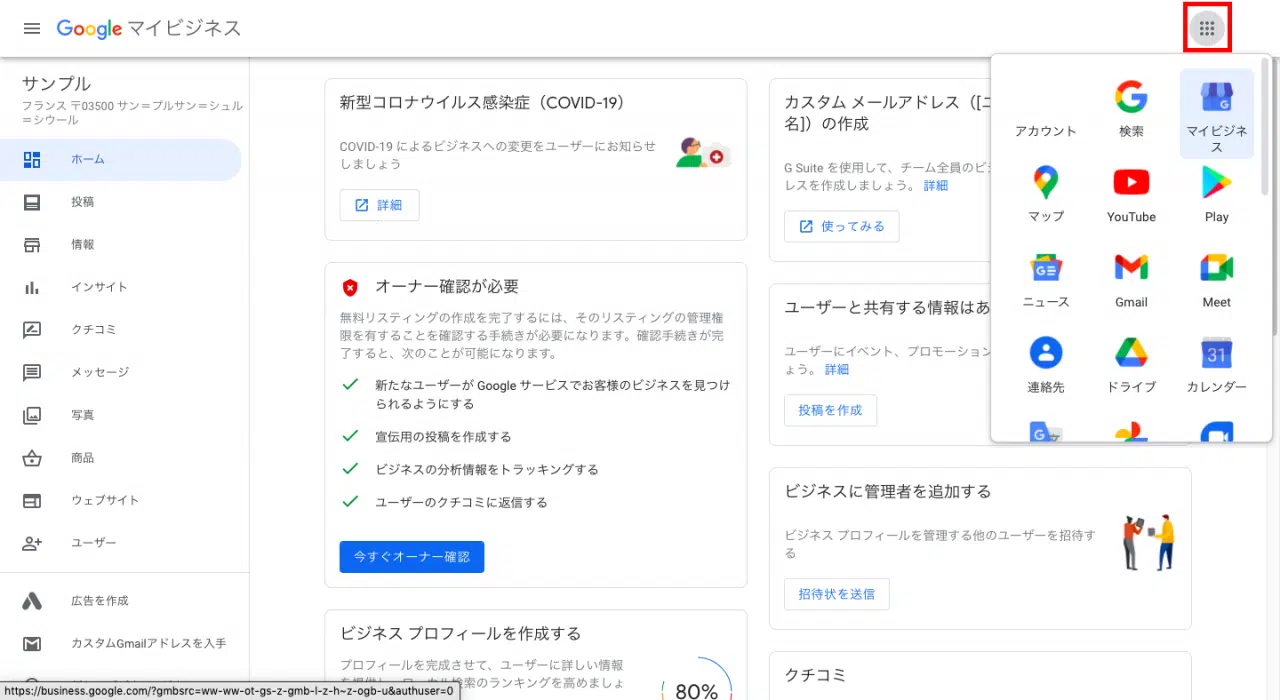 Google マイビジネス
サンプル
フランス 〒03500 サン＝プルサン＝シュル
＝シウール
ホーム
投稿
情報
インサイト
クチコミ
メッセージ
写真
商品
ウェブサイト
ユーザー
広告を作成
カスタムGmailアドレスを入手
新型コロナウイルス感染症（COVID-19）
COVID-19 によるビジネスへの変更をユーザーにお知らせ
しましょう
詳細
オーナー確認が必要
無料リスティングの作成を完了するには、そのリスティングの管理権
限を有することを確認する手続きが必要になります。確認手続きが完
了すると、次のことが可能になります。
新たなユーザーが Google サービスでお客様のビジネスを見つけ
られるようにする
宣伝用の投稿を作成する
ビジネスの分析情報をトラッキングする
ユーザーのクチコミに返信する
今すぐオーナー確認
ビジネス プロフィールを作成する
プロフィールを完成させて、ユーザーに詳しい情報
検索のランキングを高めましょ
80%
カスタム メールアドレス（[
名]）の作成
G Suite を使用して、チーム全員のビ
レスを作成しましょう。 詳細
使ってみる
ユーザーと共有する情報はあ
ユーザーにイベント、プロモーション
ょう。 詳細
投稿を作成
ビジネスに管理者を追加する
ビジネス プロフィールを管理する他のユーザーを招待す
る
招待状を送信
クチコミ
アカウント
検索
マイビジネ
ス
マップ
YouTube
Play
ニュース
Gmail
Meet
連絡先
ドライブ
31
カレンダー
https://business.google.com/?gmbsrc=ww-ww-ot-gs-z-gmb-l-z-h~z-ogb-u&authuser=0